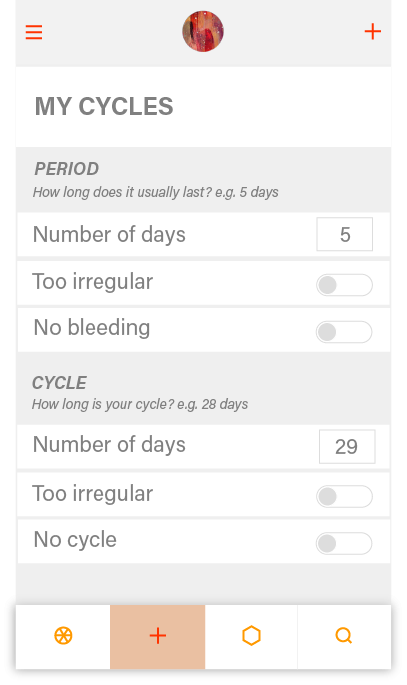 MY CYCLES
PERIOD
How long does it usually last? e.g. 5 days
Number of days 5
Too irregular
No bleeding
CYCLE
How long is your cycle? e.g. 28 days
Number of days 29
Too irregular
No cycle